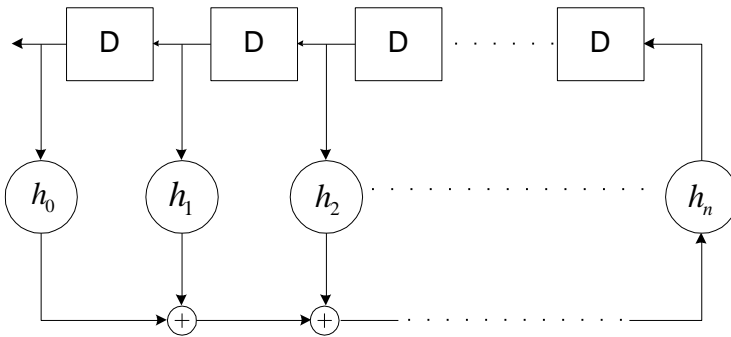 D D D D
h₀ h₁ h₂ hₙ
+ +